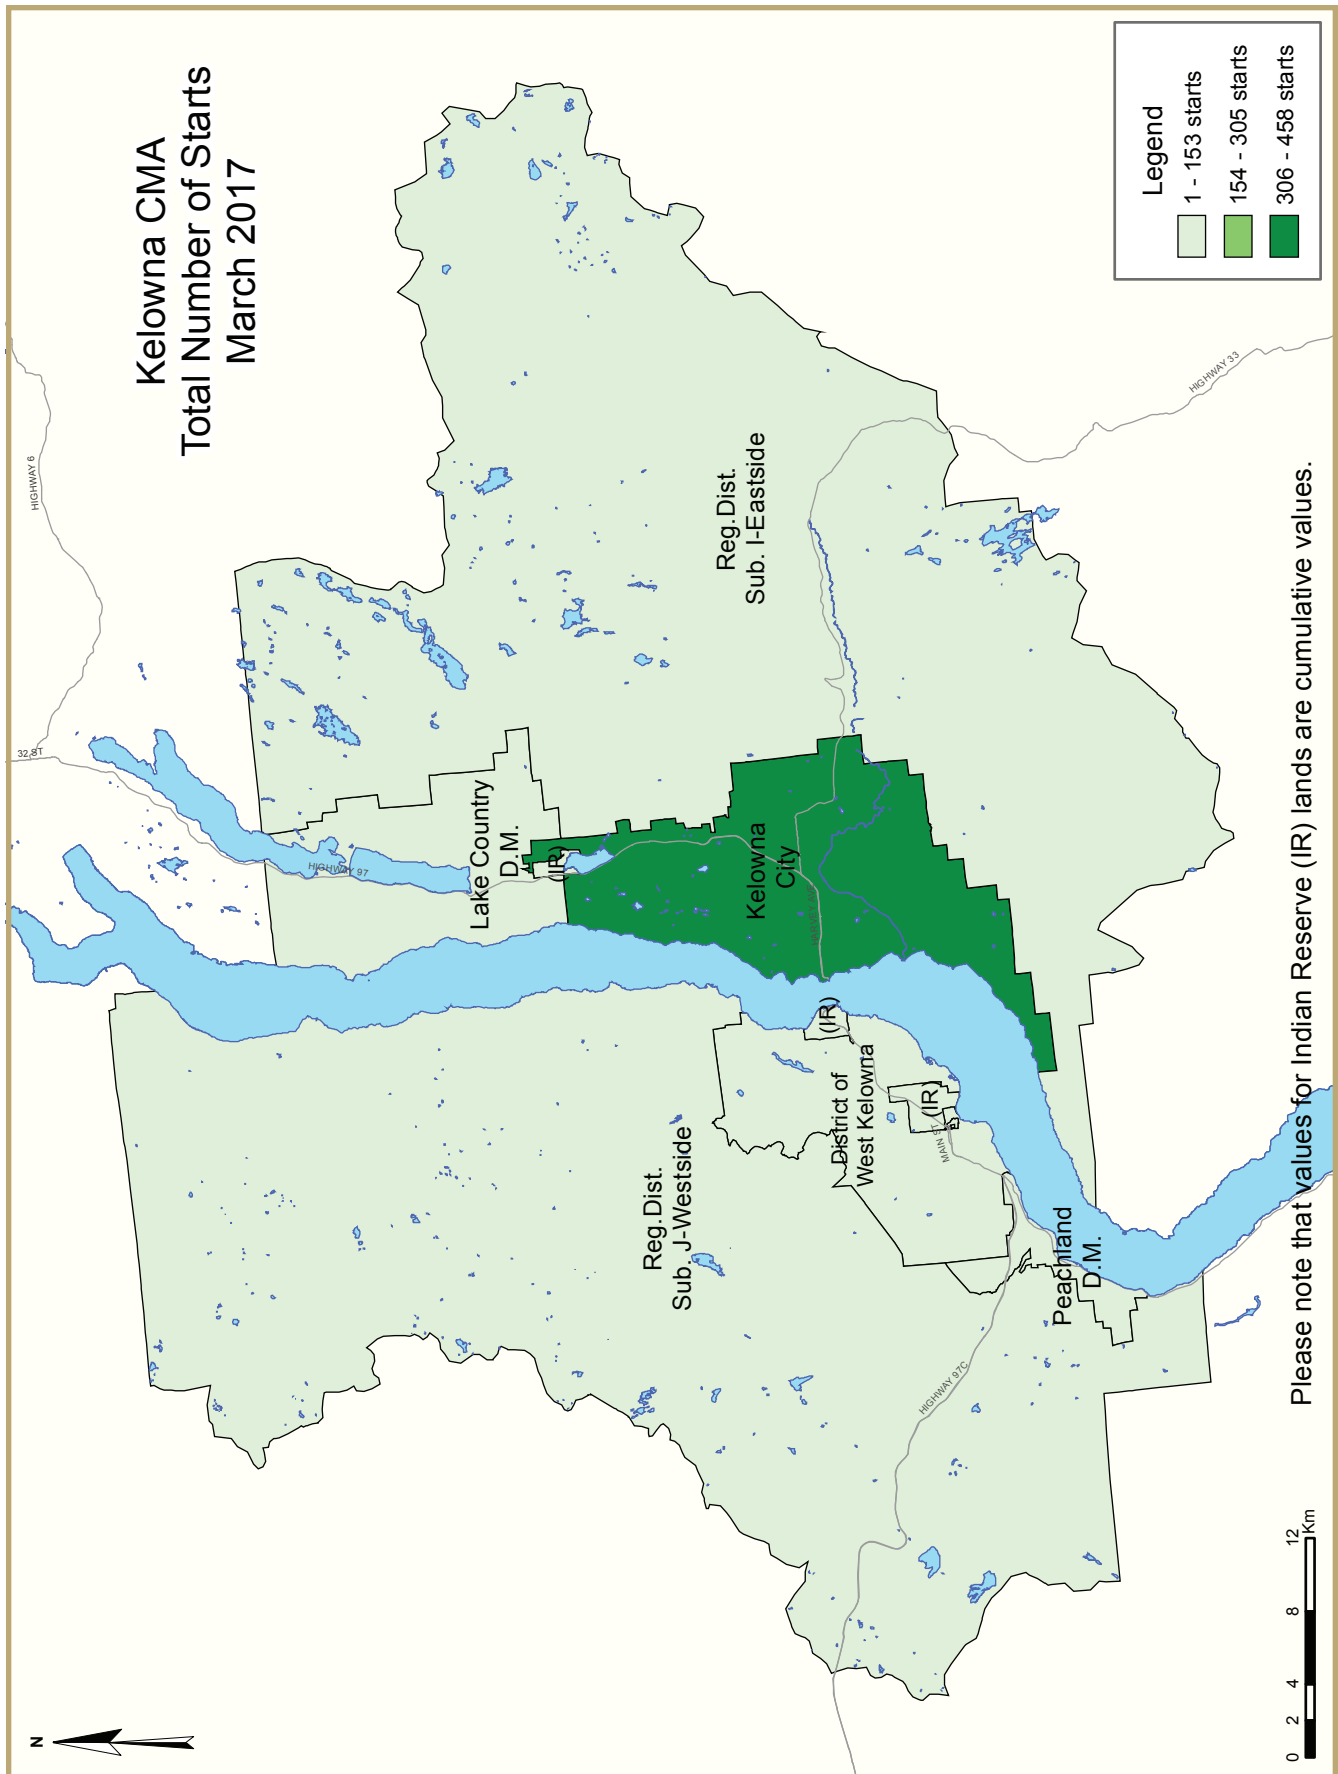 Kelowna CMA
Total Number of Starts
March 2017
N
HIGHWAY 6
32 ST
HIGHWAY 97
Lake Country
D.M.
(IR)
Reg.Dist.
Sub. I-Eastside
Kelowna
City
HIGHWAY 33
(IR)
District of
West Kelowna
(IR)
MAIN ST
Reg.Dist.
Sub. J-Westside
Peachland
D.M.
HIGHWAY 97C
Legend
1 - 153 starts
154 - 305 starts
306 - 458 starts
0 2 4 8 12
Km
Please note that values for Indian Reserve (IR) lands are cumulative values.